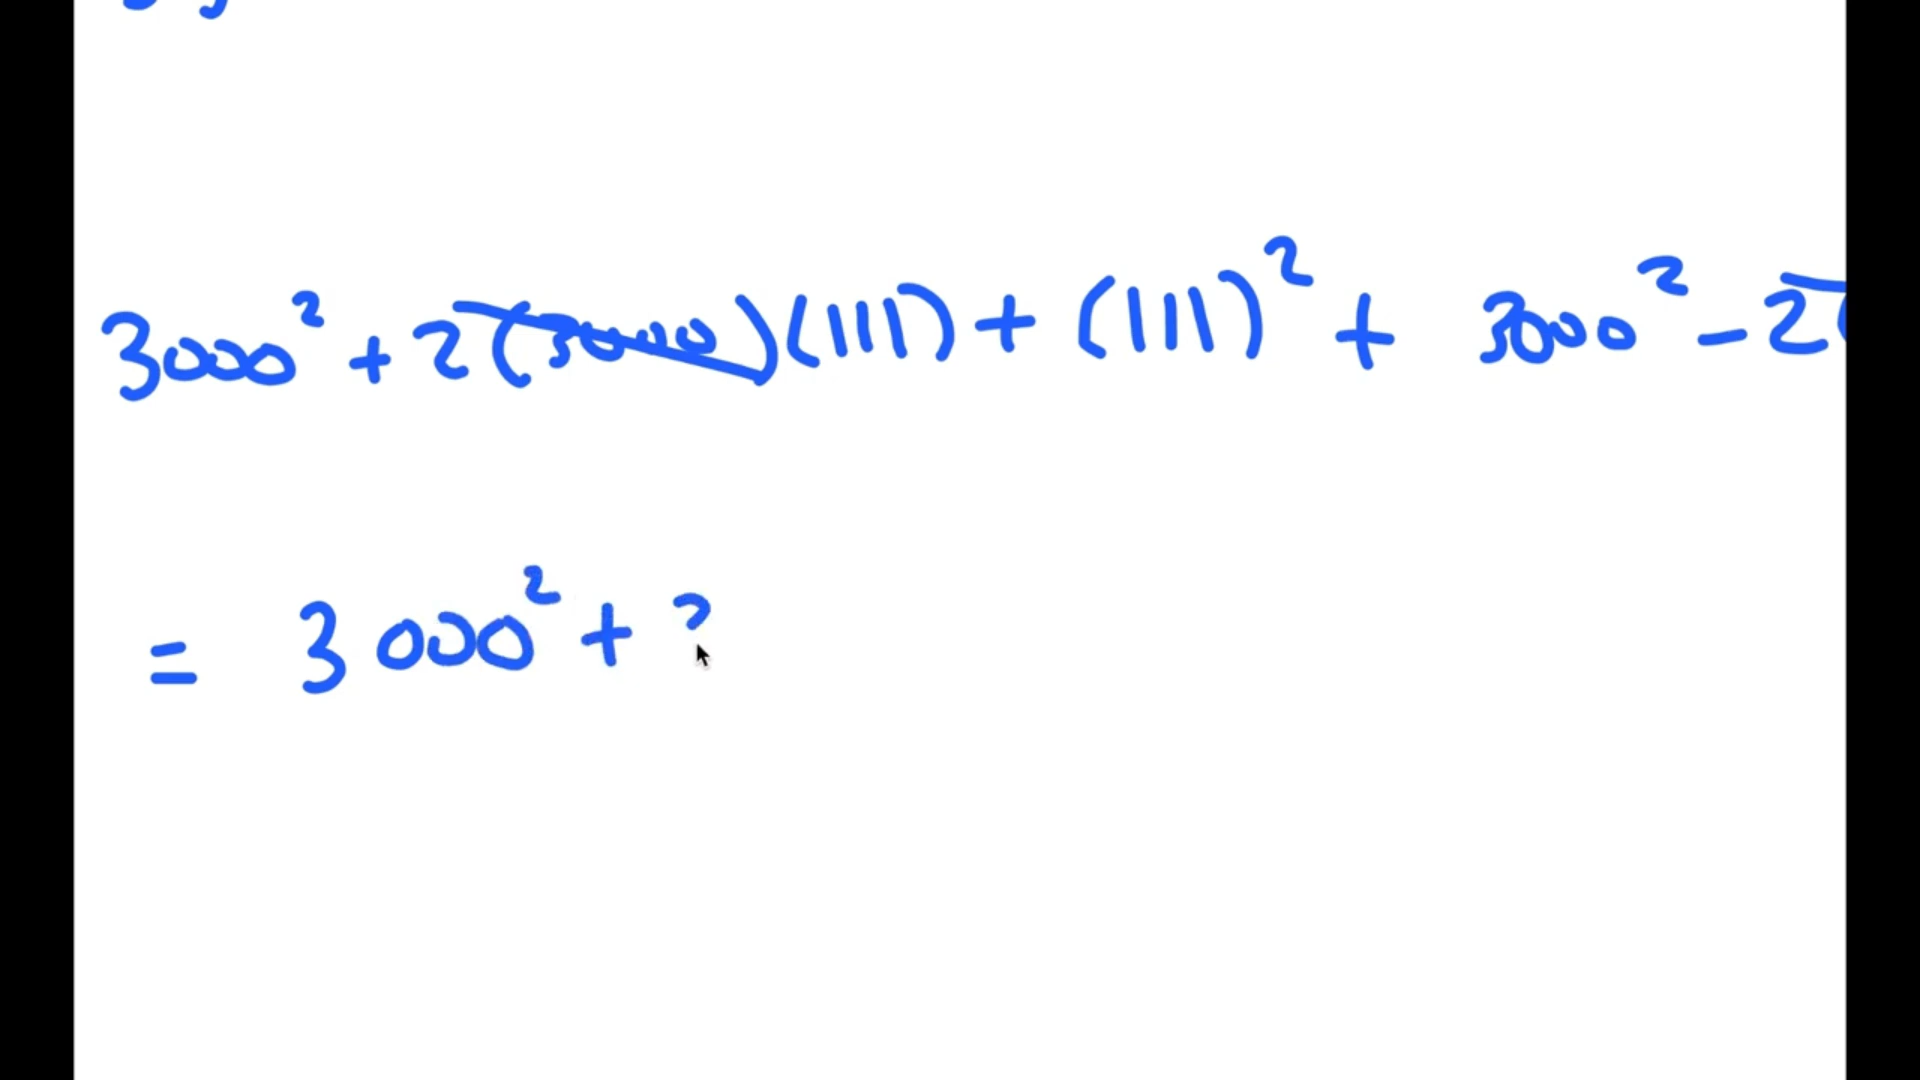 3000² + 2(3000)(111) + (111)² + 3000² - 2(
= 3000² + ?